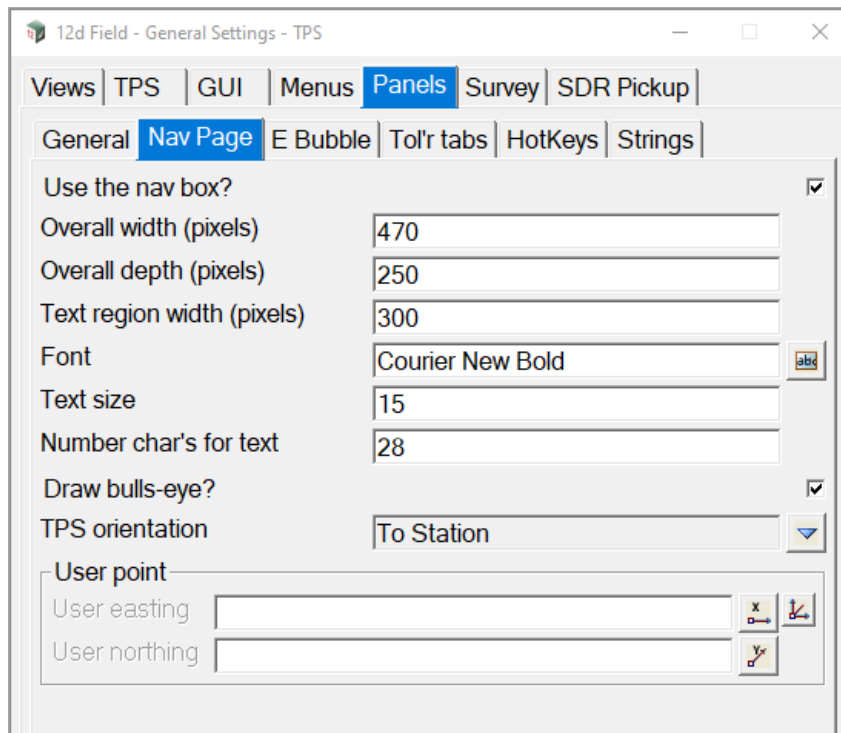 12d Field - General Settings - TPS
Views TPS GUI Menus Panels Survey SDR Pickup
General Nav Page E Bubble Tol'r tabs HotKeys Strings
Use the nav box?
Overall width (pixels) 470
Overall depth (pixels) 250
Text region width (pixels) 300
Font Courier New Bold abc
Text size 15
Number char's for text 28
Draw bulls-eye?
TPS orientation To Station
User point
User easting X
User northing Y